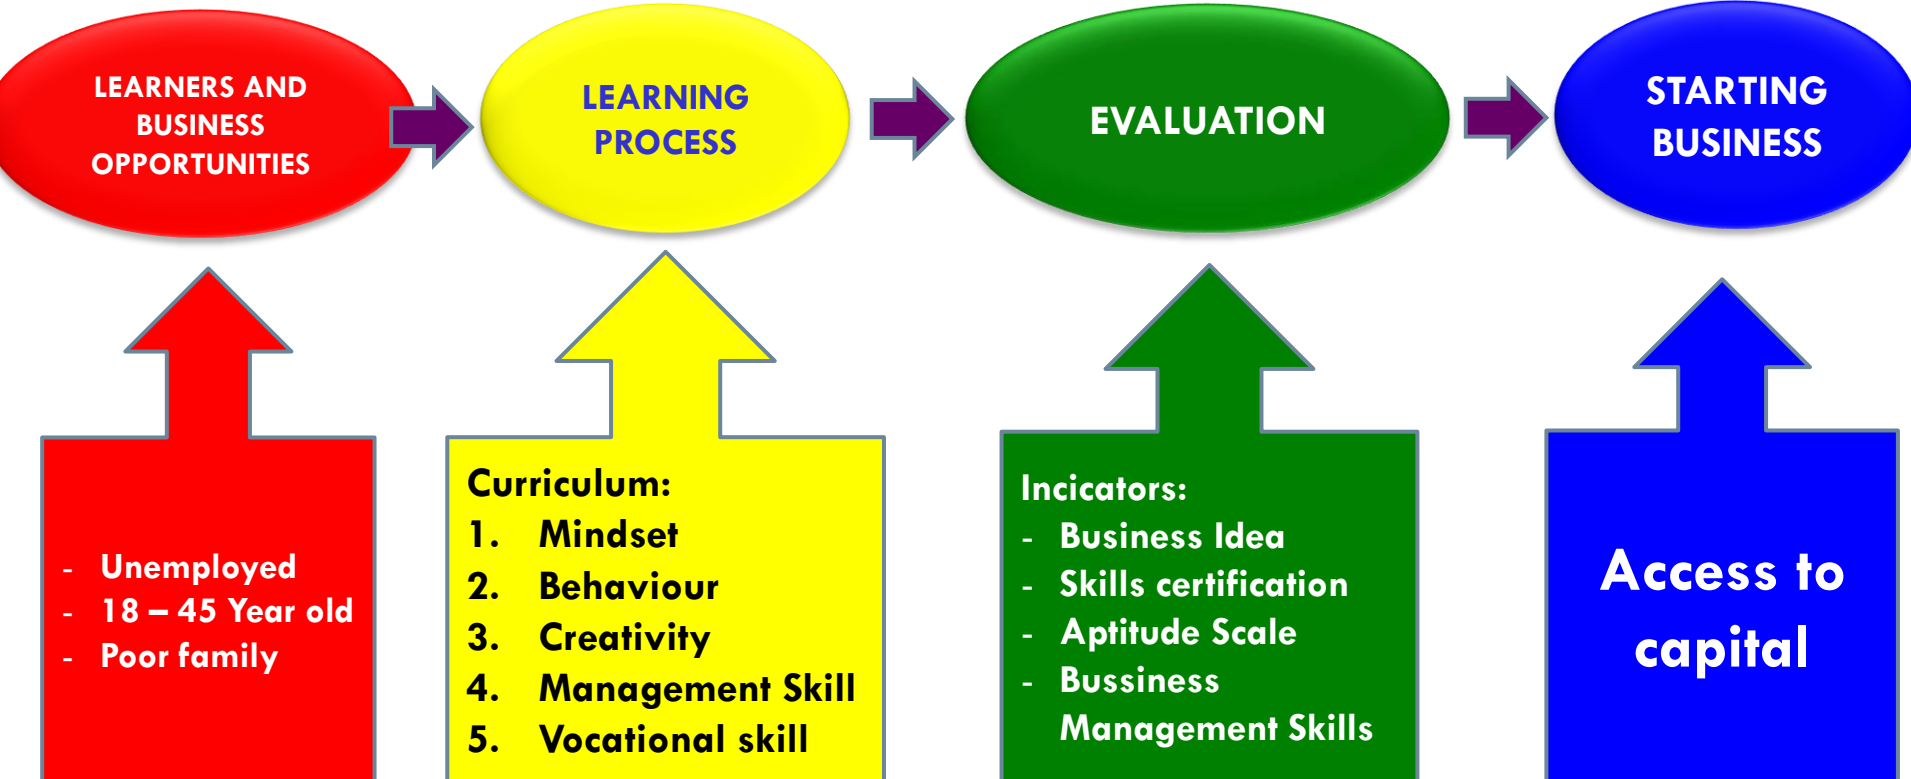 LEARNERS AND
BUSINESS
OPPORTUNITIES
LEARNING
PROCESS
EVALUATION
STARTING
BUSINESS
- Unemployed
- 18 – 45 Year old
- Poor family
Curriculum:
1. Mindset
2. Behaviour
3. Creativity
4. Management Skill
5. Vocational skill
Incicators:
- Business Idea
- Skills certification
- Aptitude Scale
- Bussiness
Management Skills
Access to
capital